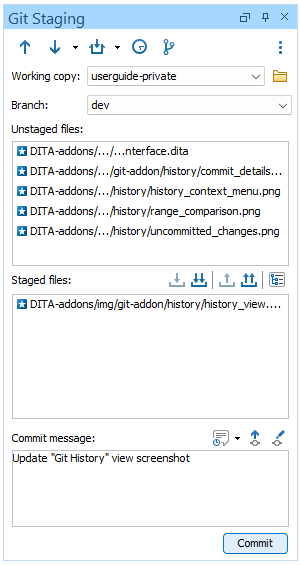 Git Staging
Working copy: userguide-private
Branch: dev
Unstaged files:
DITA-addons/.../...nterface.dita
DITA-addons/.../git-addon/history/commit_details...
DITA-addons/.../history/history_context_menu.png
DITA-addons/.../history/range_comparison.png
DITA-addons/.../history/uncommitted_changes.png
Staged files:
DITA-addons/img/git-addon/history/history_view....
Commit message:
Update "Git History" view screenshot
Commit